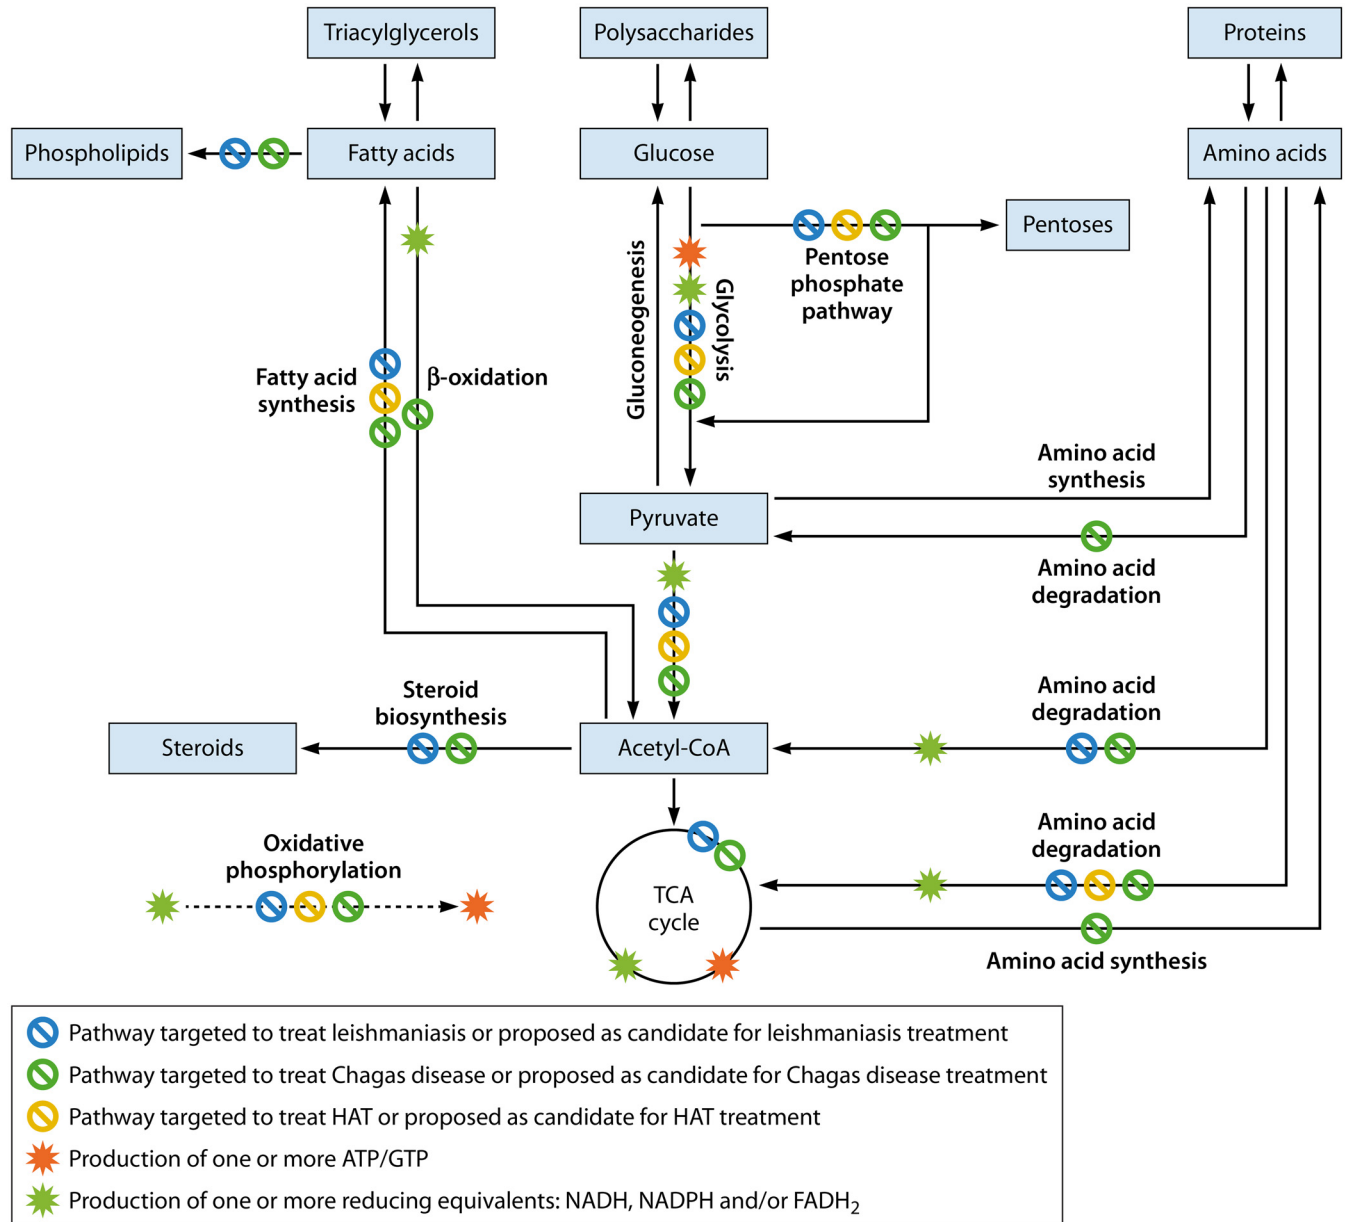 Triacylglycerols
Polysaccharides
Proteins
Phospholipids
Fatty acids
Glucose
Amino acids
Pentoses
Pentose
phosphate
pathway
Gluconeogenesis
Glycolysis
Fatty acid
synthesis
β-oxidation
Amino acid
synthesis
Pyruvate
Amino acid
degradation
Steroid
biosynthesis
Amino acid
degradation
Steroids
Acetyl-CoA
Oxidative
phosphorylation
Amino acid
degradation
TCA
cycle
Amino acid synthesis
Pathway targeted to treat leishmaniasis or proposed as candidate for leishmaniasis treatment
Pathway targeted to treat Chagas disease or proposed as candidate for Chagas disease treatment
Pathway targeted to treat HAT or proposed as candidate for HAT treatment
Production of one or more ATP/GTP
Production of one or more reducing equivalents: NADH, NADPH and/or FADH₂